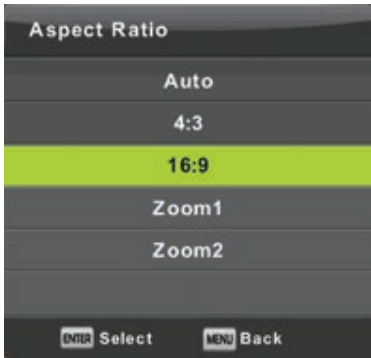 Aspect Ratio
Auto
4:3
16:9
Zoom1
Zoom2
ENTER Select MENU Back